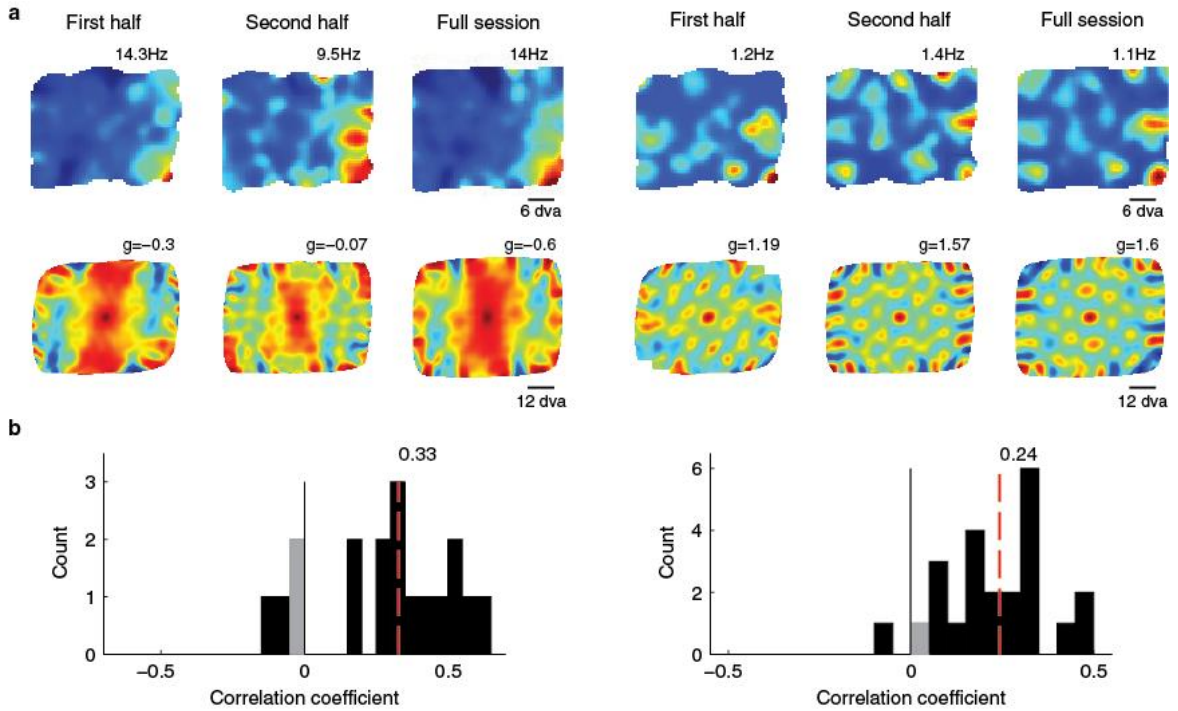 a
First half Second half Full session First half Second half Full session
14.3Hz 9.5Hz 14Hz 1.2Hz 1.4Hz 1.1Hz
6 dva 6 dva
g=−0.3 g=−0.07 g=−0.6 g=1.19 g=1.57 g=1.6
12 dva 12 dva
b
0.33 0.24
3 6
2 4
1 2
0 0
Count Count
−0.5 0 0.5 −0.5 0 0.5
Correlation coefficient Correlation coefficient